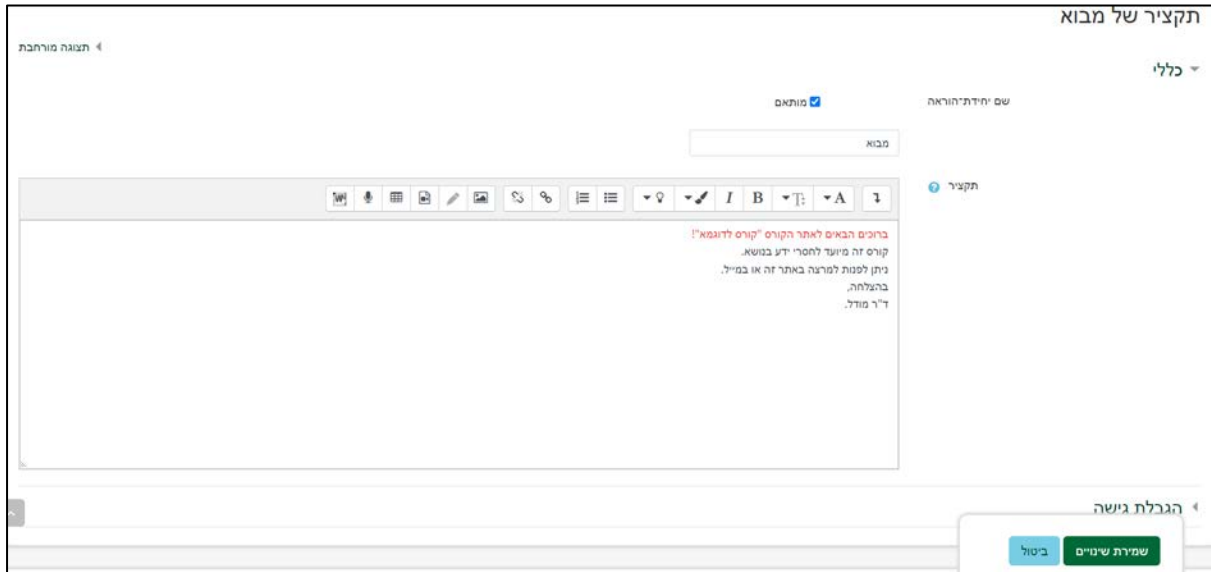 תקציר של מבוא
תצוגה מורחבת
כללי
שם יחידת־הוראה
מותאם
מבוא
תקציר
A T B I
ברוכים הבאים לאתר הקורס "קורס לדוגמא"!
קורס זה מיועד לחסרי ידע בנושא.
ניתן לפנות למרצה באתר זה או במייל.
בהצלחה,
ד"ר מודל.
הגבלת גישה
שמירת שינויים ביטול